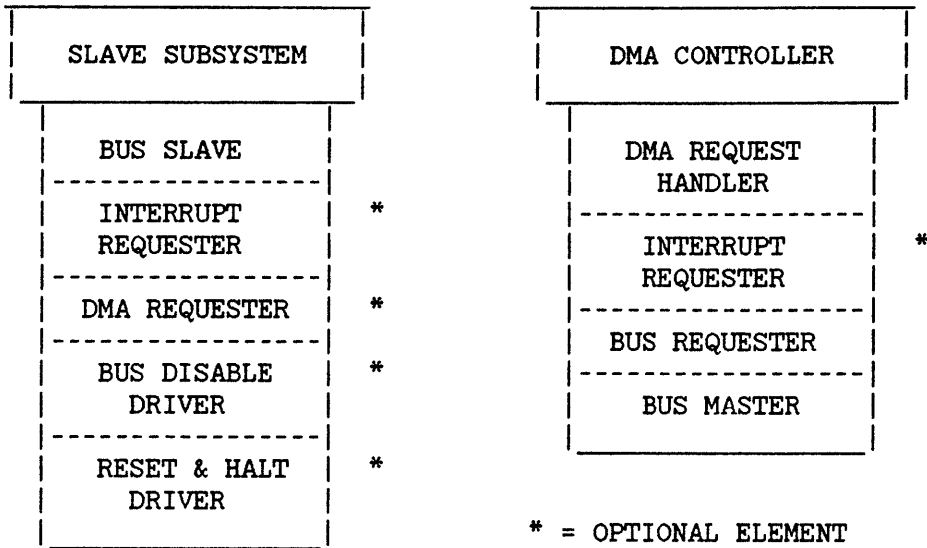 SLAVE SUBSYSTEM
BUS SLAVE
INTERRUPT *
REQUESTER
DMA REQUESTER *
BUS DISABLE *
DRIVER
RESET & HALT *
DRIVER
DMA CONTROLLER
DMA REQUEST
HANDLER
INTERRUPT *
REQUESTER
BUS REQUESTER
BUS MASTER
* = OPTIONAL ELEMENT